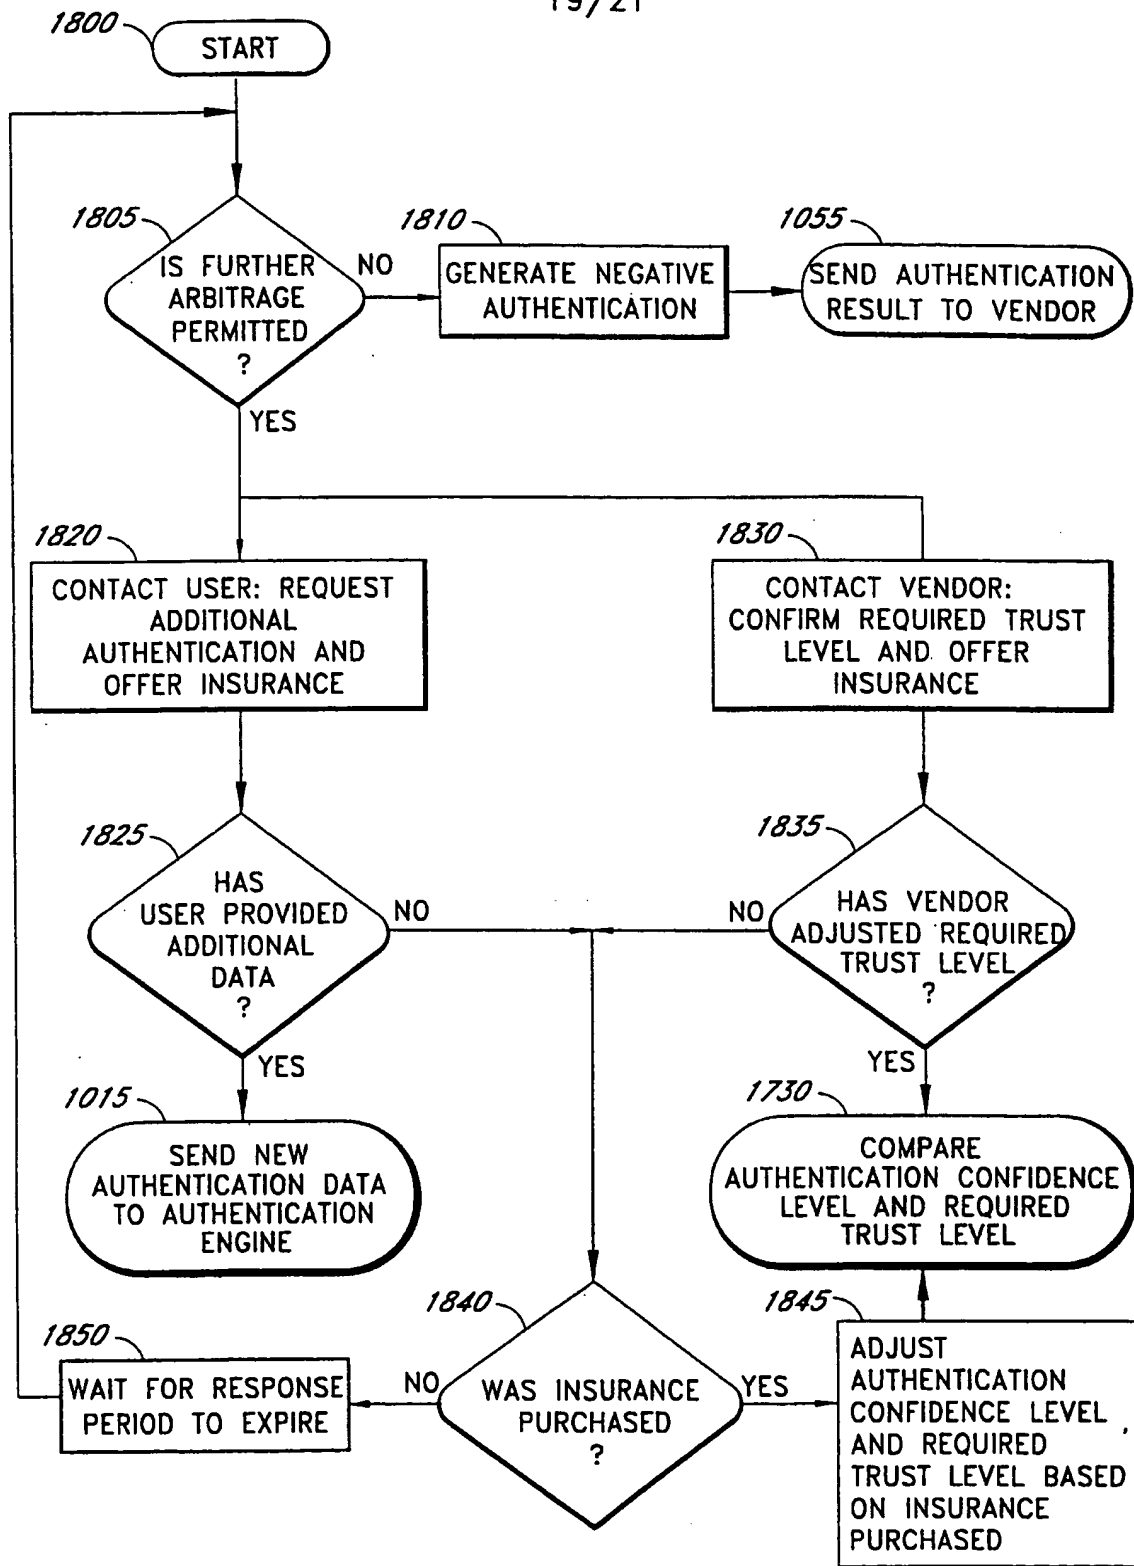 19/21
1800
START
1805
IS FURTHER
ARBITRAGE
PERMITTED
?
NO
YES
1810
GENERATE NEGATIVE
AUTHENTICATION
1055
SEND AUTHENTICATION
RESULT TO VENDOR
1820
CONTACT USER: REQUEST
ADDITIONAL
AUTHENTICATION AND
OFFER INSURANCE
1830
CONTACT VENDOR:
CONFIRM REQUIRED TRUST
LEVEL AND OFFER
INSURANCE
1825
HAS
USER PROVIDED
ADDITIONAL
DATA
?
NO
YES
1835
HAS VENDOR
ADJUSTED REQUIRED
TRUST LEVEL
?
NO
YES
1015
SEND NEW
AUTHENTICATION DATA
TO AUTHENTICATION
ENGINE
1730
COMPARE
AUTHENTICATION CONFIDENCE
LEVEL AND REQUIRED
TRUST LEVEL
1840
WAS INSURANCE
PURCHASED
?
NO
YES
1850
WAIT FOR RESPONSE
PERIOD TO EXPIRE
1845
ADJUST
AUTHENTICATION
CONFIDENCE LEVEL
AND REQUIRED
TRUST LEVEL BASED
ON INSURANCE
PURCHASED